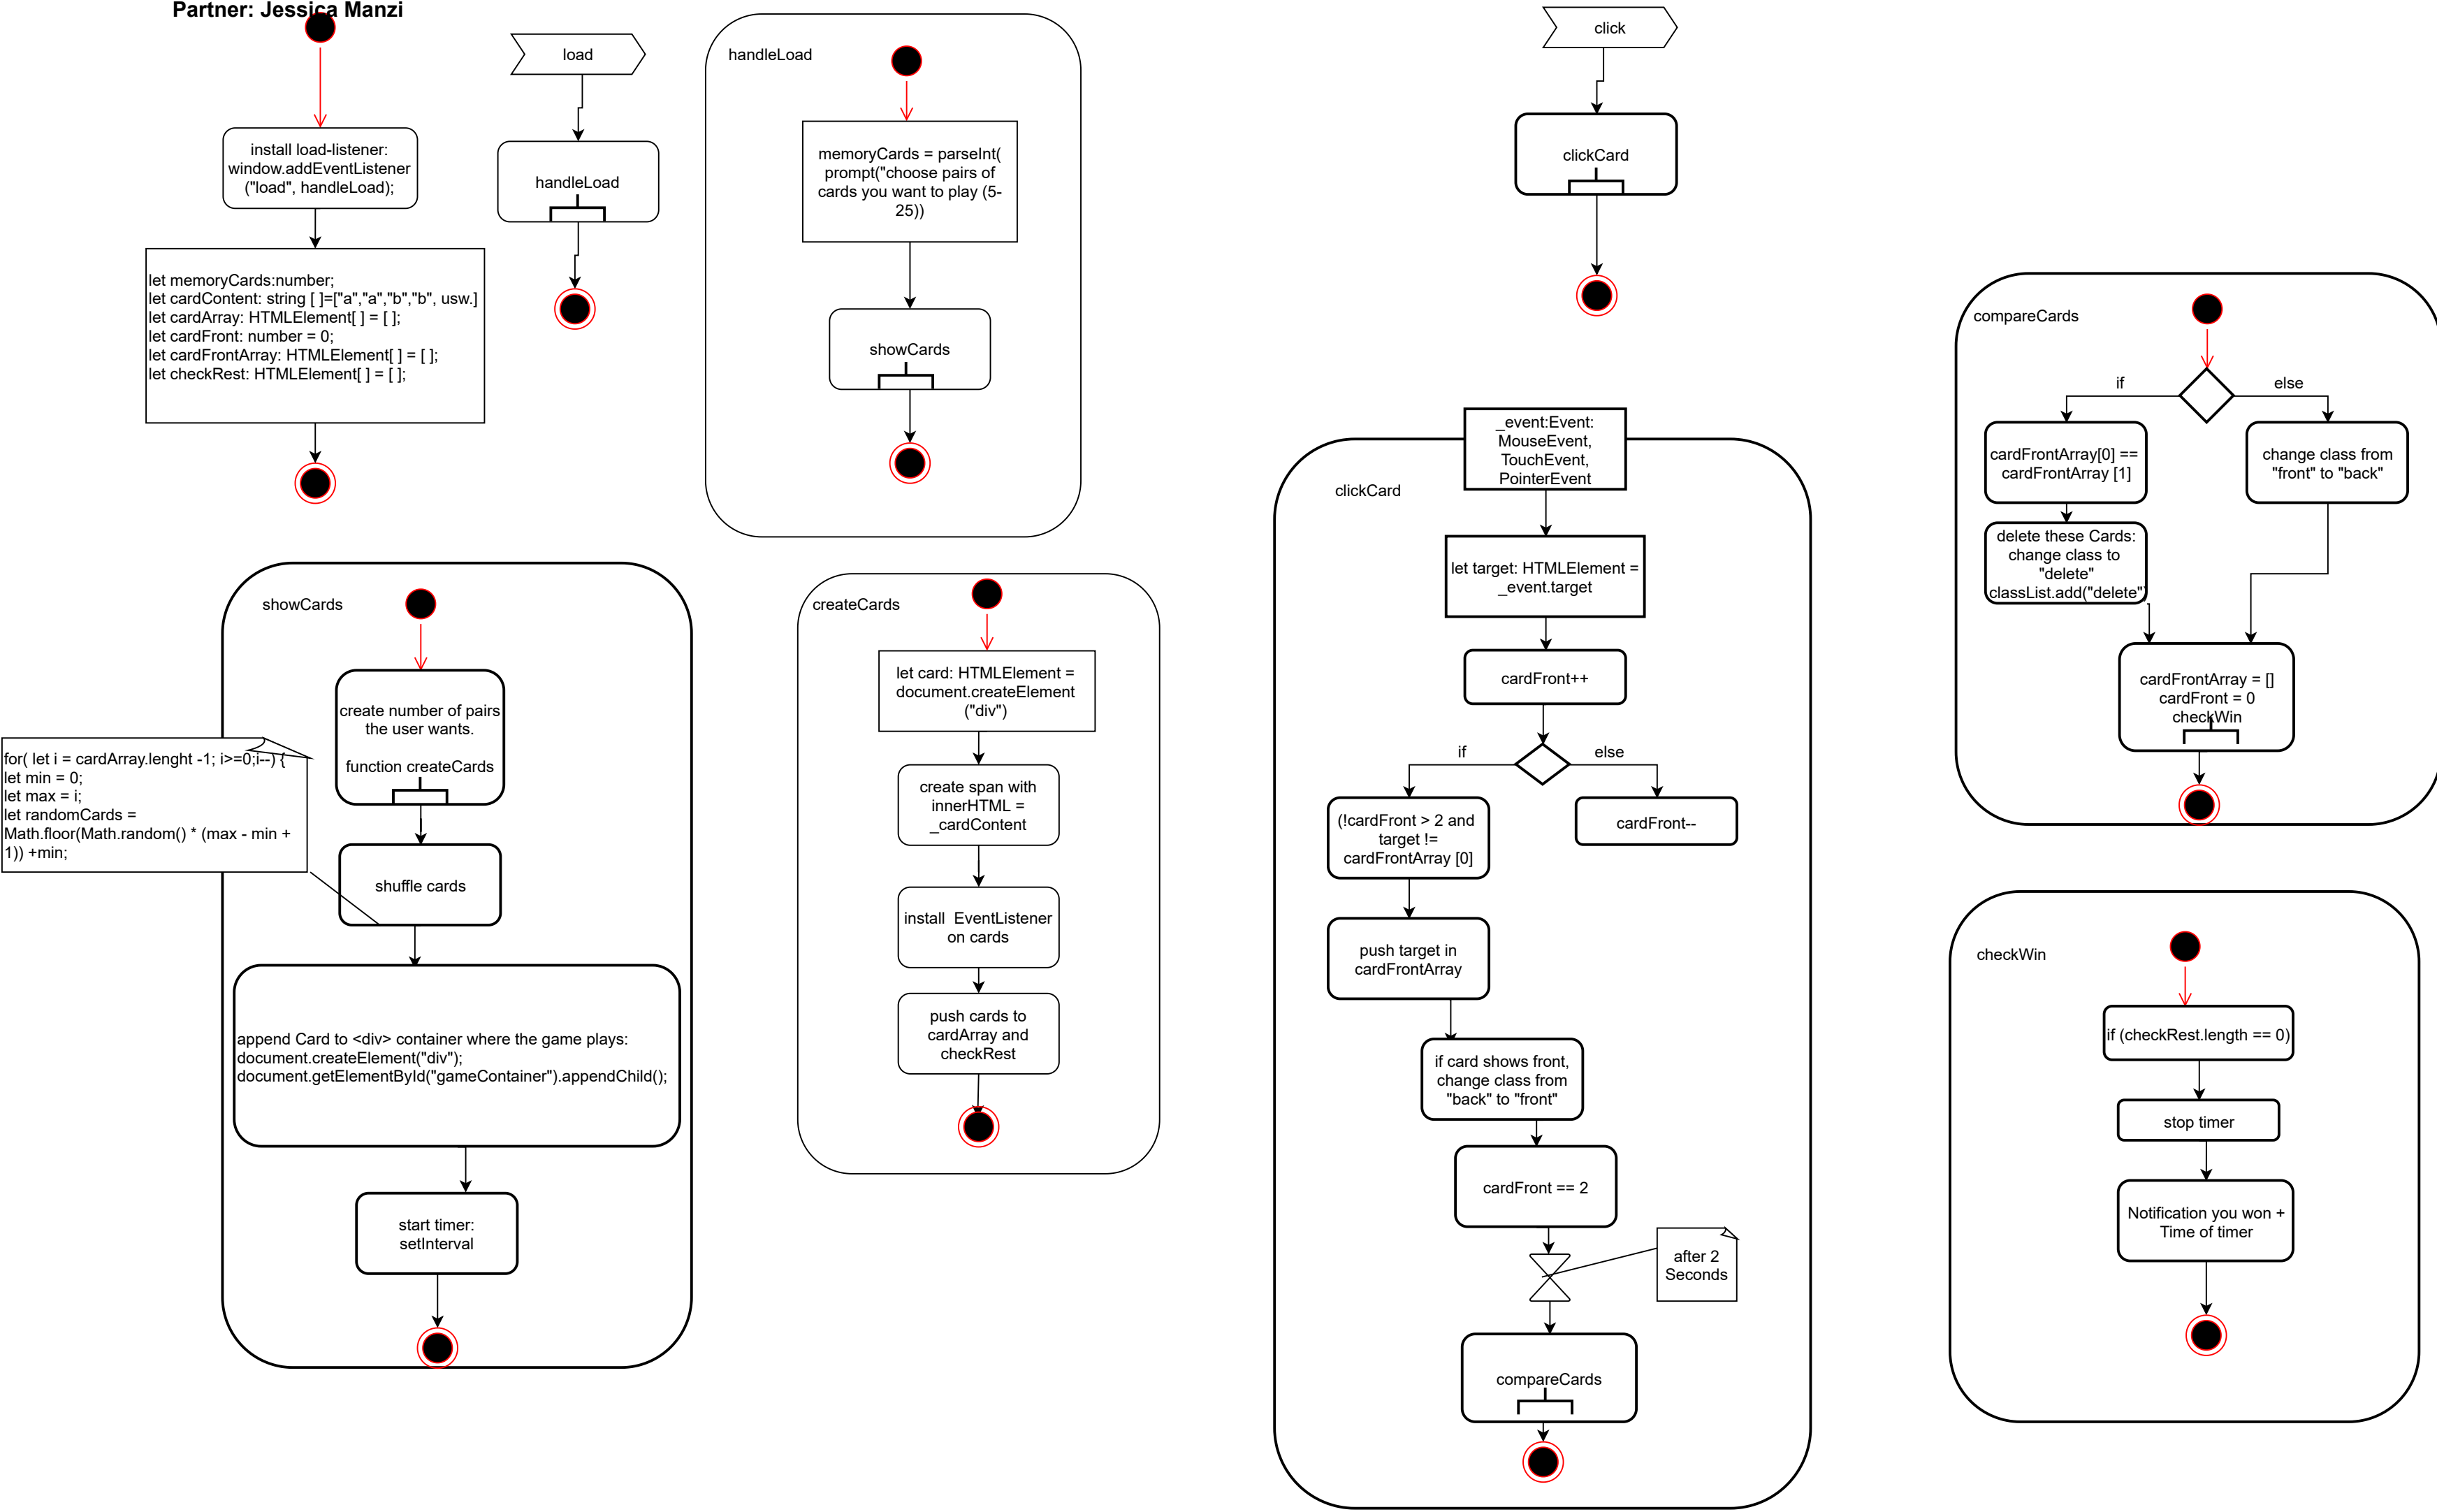 Partner: Jessica Manzi
install load-listener:
window.addEventListener
("load", handleLoad);
let memoryCards:number;
let cardContent: string [ ]=["a","a","b","b", usw.]
let cardArray: HTMLElement[ ] = [ ];
let cardFront: number = 0;
let cardFrontArray: HTMLElement[ ] = [ ];
let checkRest: HTMLElement[ ] = [ ];
load
handleLoad
handleLoad
memoryCards = parseInt(
prompt("choose pairs of
cards you want to play (5-
25))
showCards
showCards
create number of pairs
the user wants.
function createCards
for( let i = cardArray.lenght -1; i>=0;i--) {
let min = 0;
let max = i;
let randomCards =
Math.floor(Math.random() * (max - min +
1)) +min;
shuffle cards
append Card to <div> container where the game plays:
document.createElement("div");
document.getElementById("gameContainer").appendChild();
start timer:
setInterval
createCards
let card: HTMLElement =
document.createElement
("div")
create span with
innerHTML =
_cardContent
install  EventListener
on cards
push cards to
cardArray and
checkRest
click
clickCard
clickCard
_event:Event:
MouseEvent,
TouchEvent,
PointerEvent
let target: HTMLElement =
_event.target
cardFront++
if
else
(!cardFront > 2 and
target !=
cardFrontArray [0]
cardFront--
push target in
cardFrontArray
if card shows front,
change class from
"back" to "front"
cardFront == 2
after 2
Seconds
compareCards
compareCards
if
else
cardFrontArray[0] ==
cardFrontArray [1]
change class from
"front" to "back"
delete these Cards:
change class to
"delete"
classList.add("delete")
cardFrontArray = []
cardFront = 0
checkWin
checkWin
if (checkRest.length == 0)
stop timer
Notification you won +
Time of timer